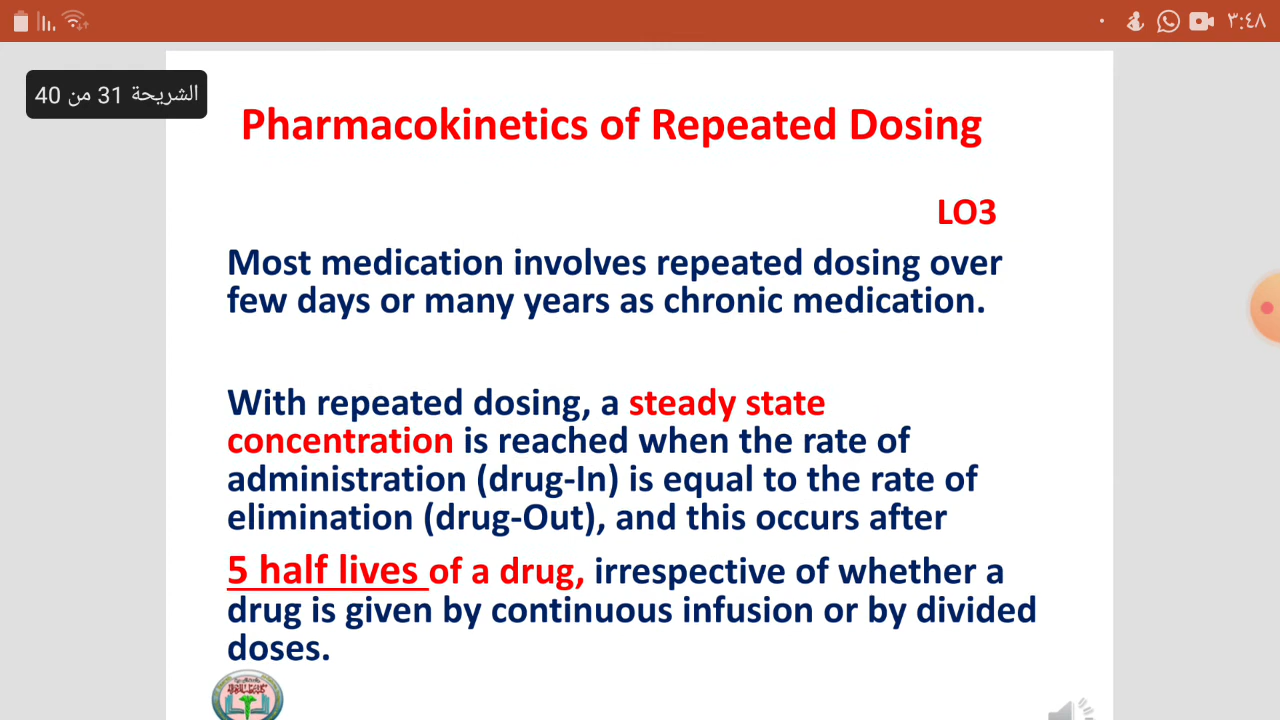 ٣:٤٨
الشريحة 31 من 40
Pharmacokinetics of Repeated Dosing
LO3
Most medication involves repeated dosing over
few days or many years as chronic medication.
With repeated dosing, a steady state
concentration is reached when the rate of
administration (drug-In) is equal to the rate of
elimination (drug-Out), and this occurs after
5 half lives of a drug, irrespective of whether a
drug is given by continuous infusion or by divided
doses.